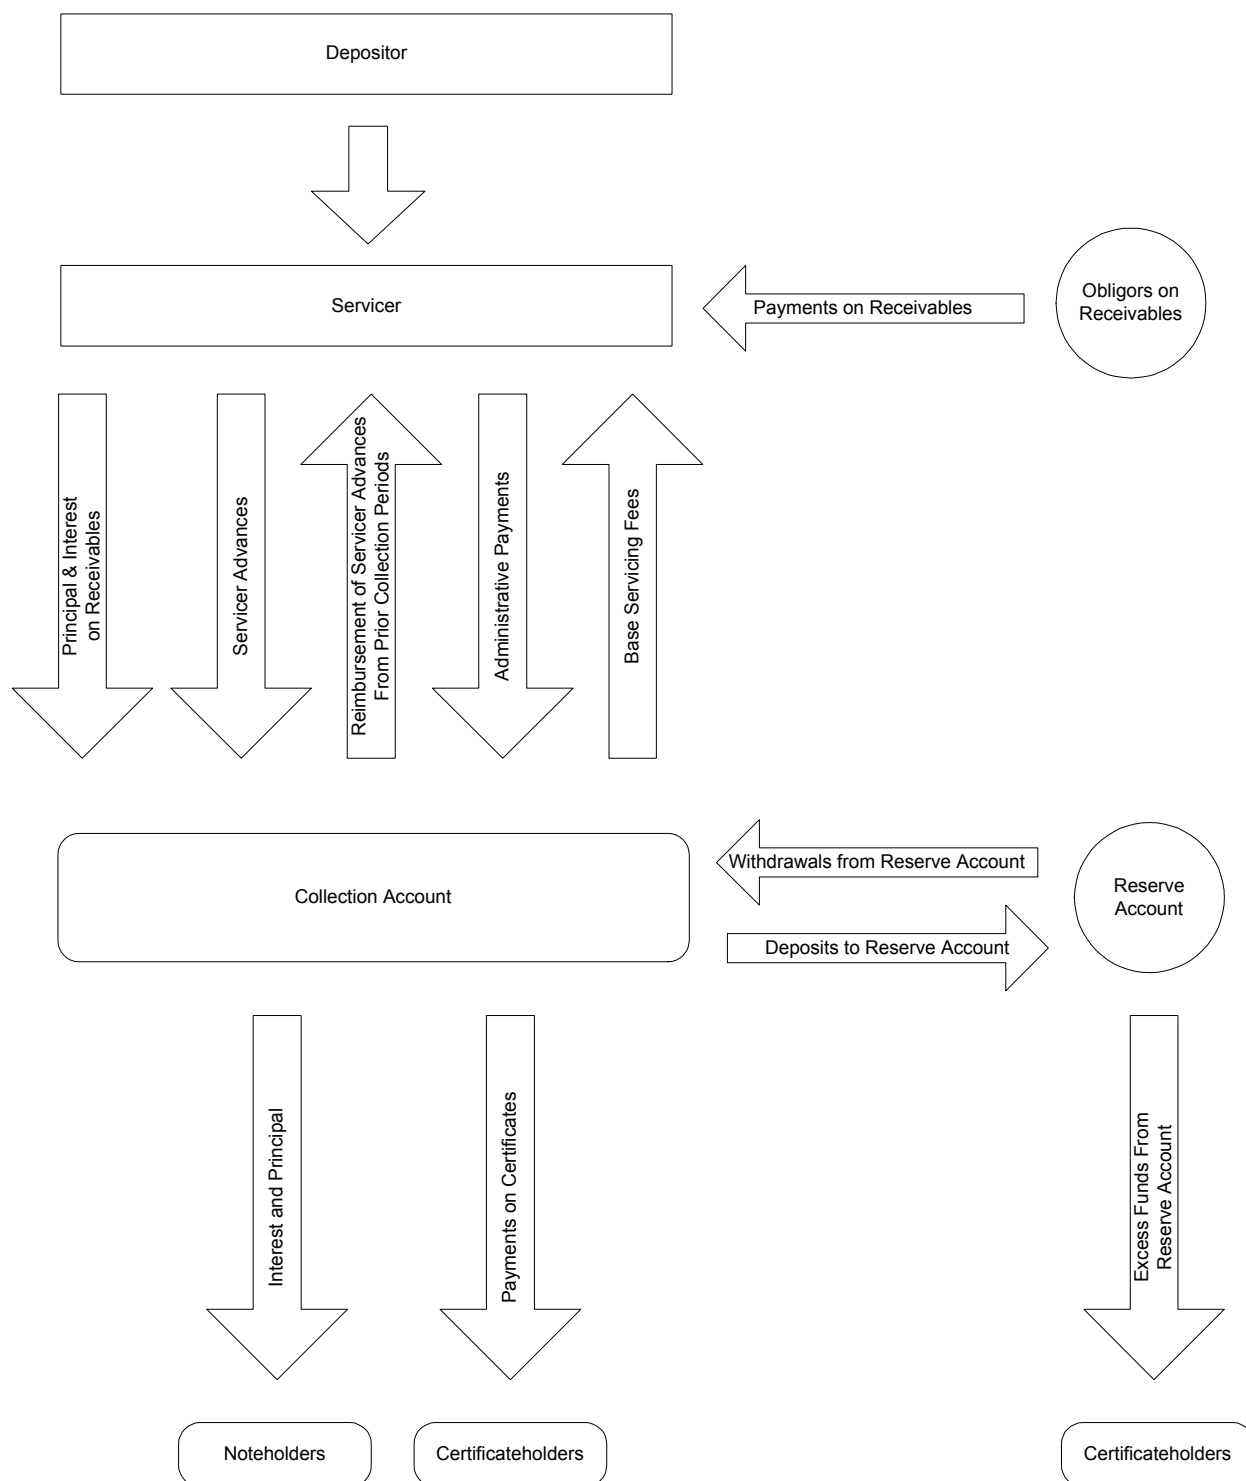 Depositor
Servicer
Payments on Receivables
Obligors on
Receivables
Principal & Interest
on Receivables
Servicer Advances
Reimbursement of Servicer Advances
From Prior Collection Periods
Administrative Payments
Base Servicing Fees
Collection Account
Withdrawals from Reserve Account
Deposits to Reserve Account
Reserve
Account
Interest and Principal
Payments on Certificates
Excess Funds From
Reserve Account
Noteholders
Certificateholders
Certificateholders